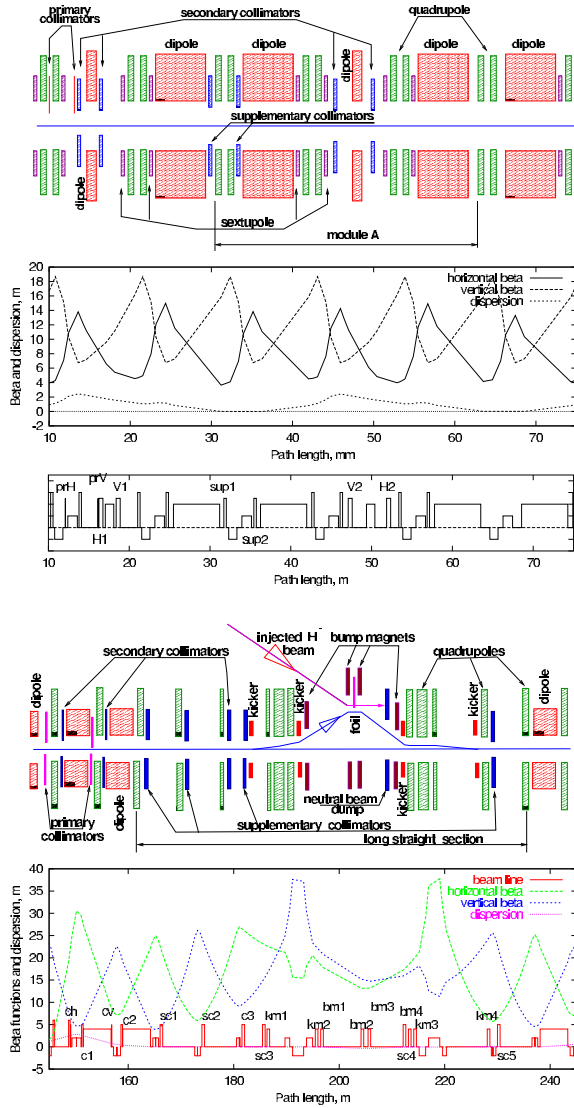 primary
collimators
secondary collimators
quadrupole
dipole
dipole
dipole
dipole
supplementary collimators
dipole
sextupole
module A
Beta and dispersion, m
20
18
16
14
12
10
8
6
4
2
0
-2
horizontal beta
vertical beta
dispersion
10
20
30
40
50
60
70
Path length, mm
prV
prH
V1
sup1
V2
H2
H1
sup2
10
20
30
40
50
60
70
Path length, m
injected H-
beam
bump magnets
secondary collimators
quadrupoles
dipole
kicker
kicker
foil
kicker
dipole
primary
collimators
dipole
neutral beam
dump
kicker
supplementary collimators
long straight section
Beta functions and dispersion, m
40
35
30
25
20
15
10
5
0
-5
beam line
horizontal beta
vertical beta
dispersion
ch
cv
c2
sc1
sc2
c3
km1
bm1
bm3
bm4
km4
km2
bm2
km3
c1
sc3
sc4
sc5
160
180
200
220
240
Path length, m